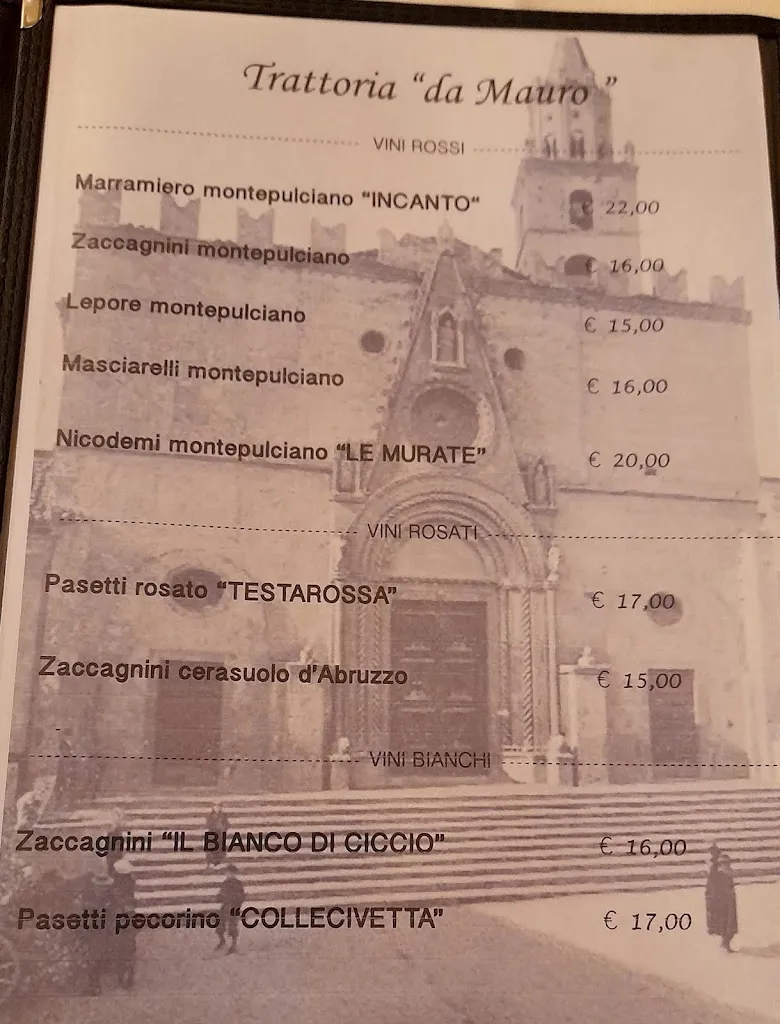 Trattoria "da Mauro"
VINI ROSSI
Marramiero montepulciano "INCANTO" € 22,00
Zaccagnini montepulciano € 16,00
Lepore montepulciano € 15,00
Masciarelli montepulciano € 16,00
Nicodemi montepulciano "LE MURATE" € 20,00
VINI ROSATI
Pasetti rosato "TESTAROSSA" € 17,00
Zaccagnini cerasuolo d'Abruzzo € 15,00
VINI BIANCHI
Zaccagnini "IL BIANCO DI CICCIO" € 16,00
Pasetti pecorino "COLLECIVETTA" € 17,00